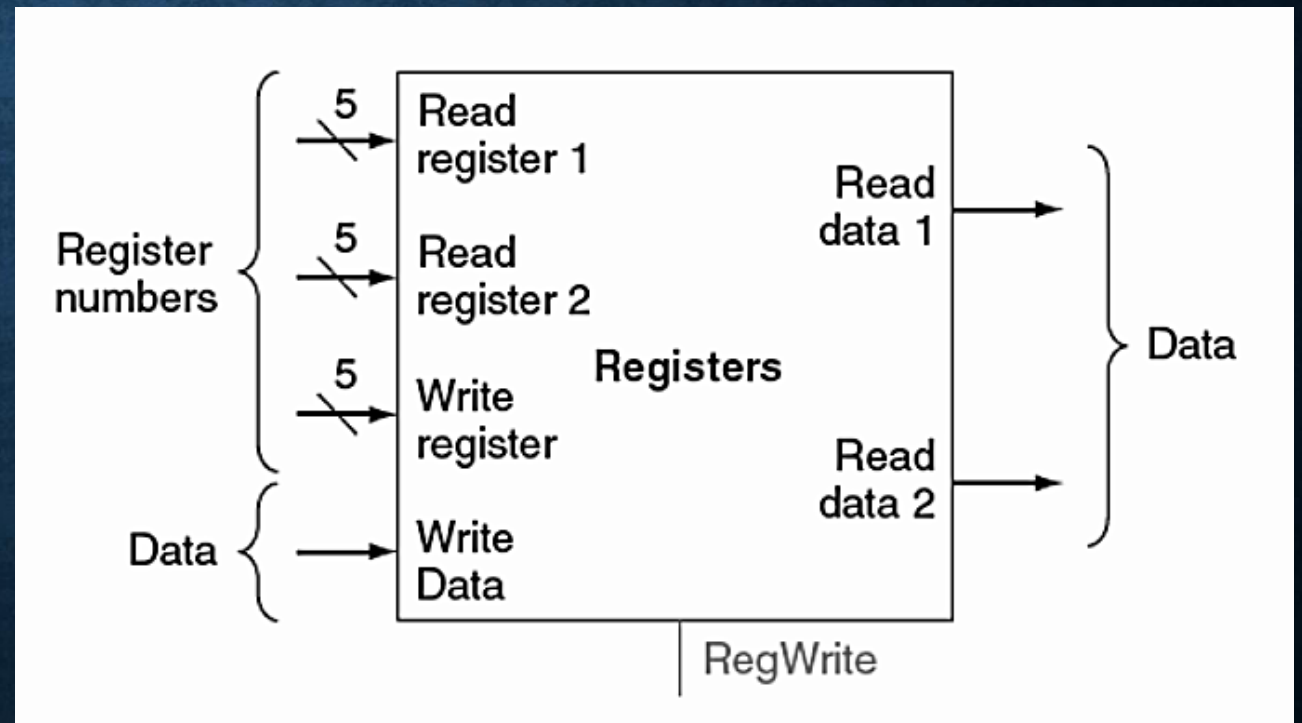 Register
numbers
Data
5
Read
register 1
5
Read
register 2
5
Write
register
Write
Data
Registers
Read
data 1
Read
data 2
Data
RegWrite